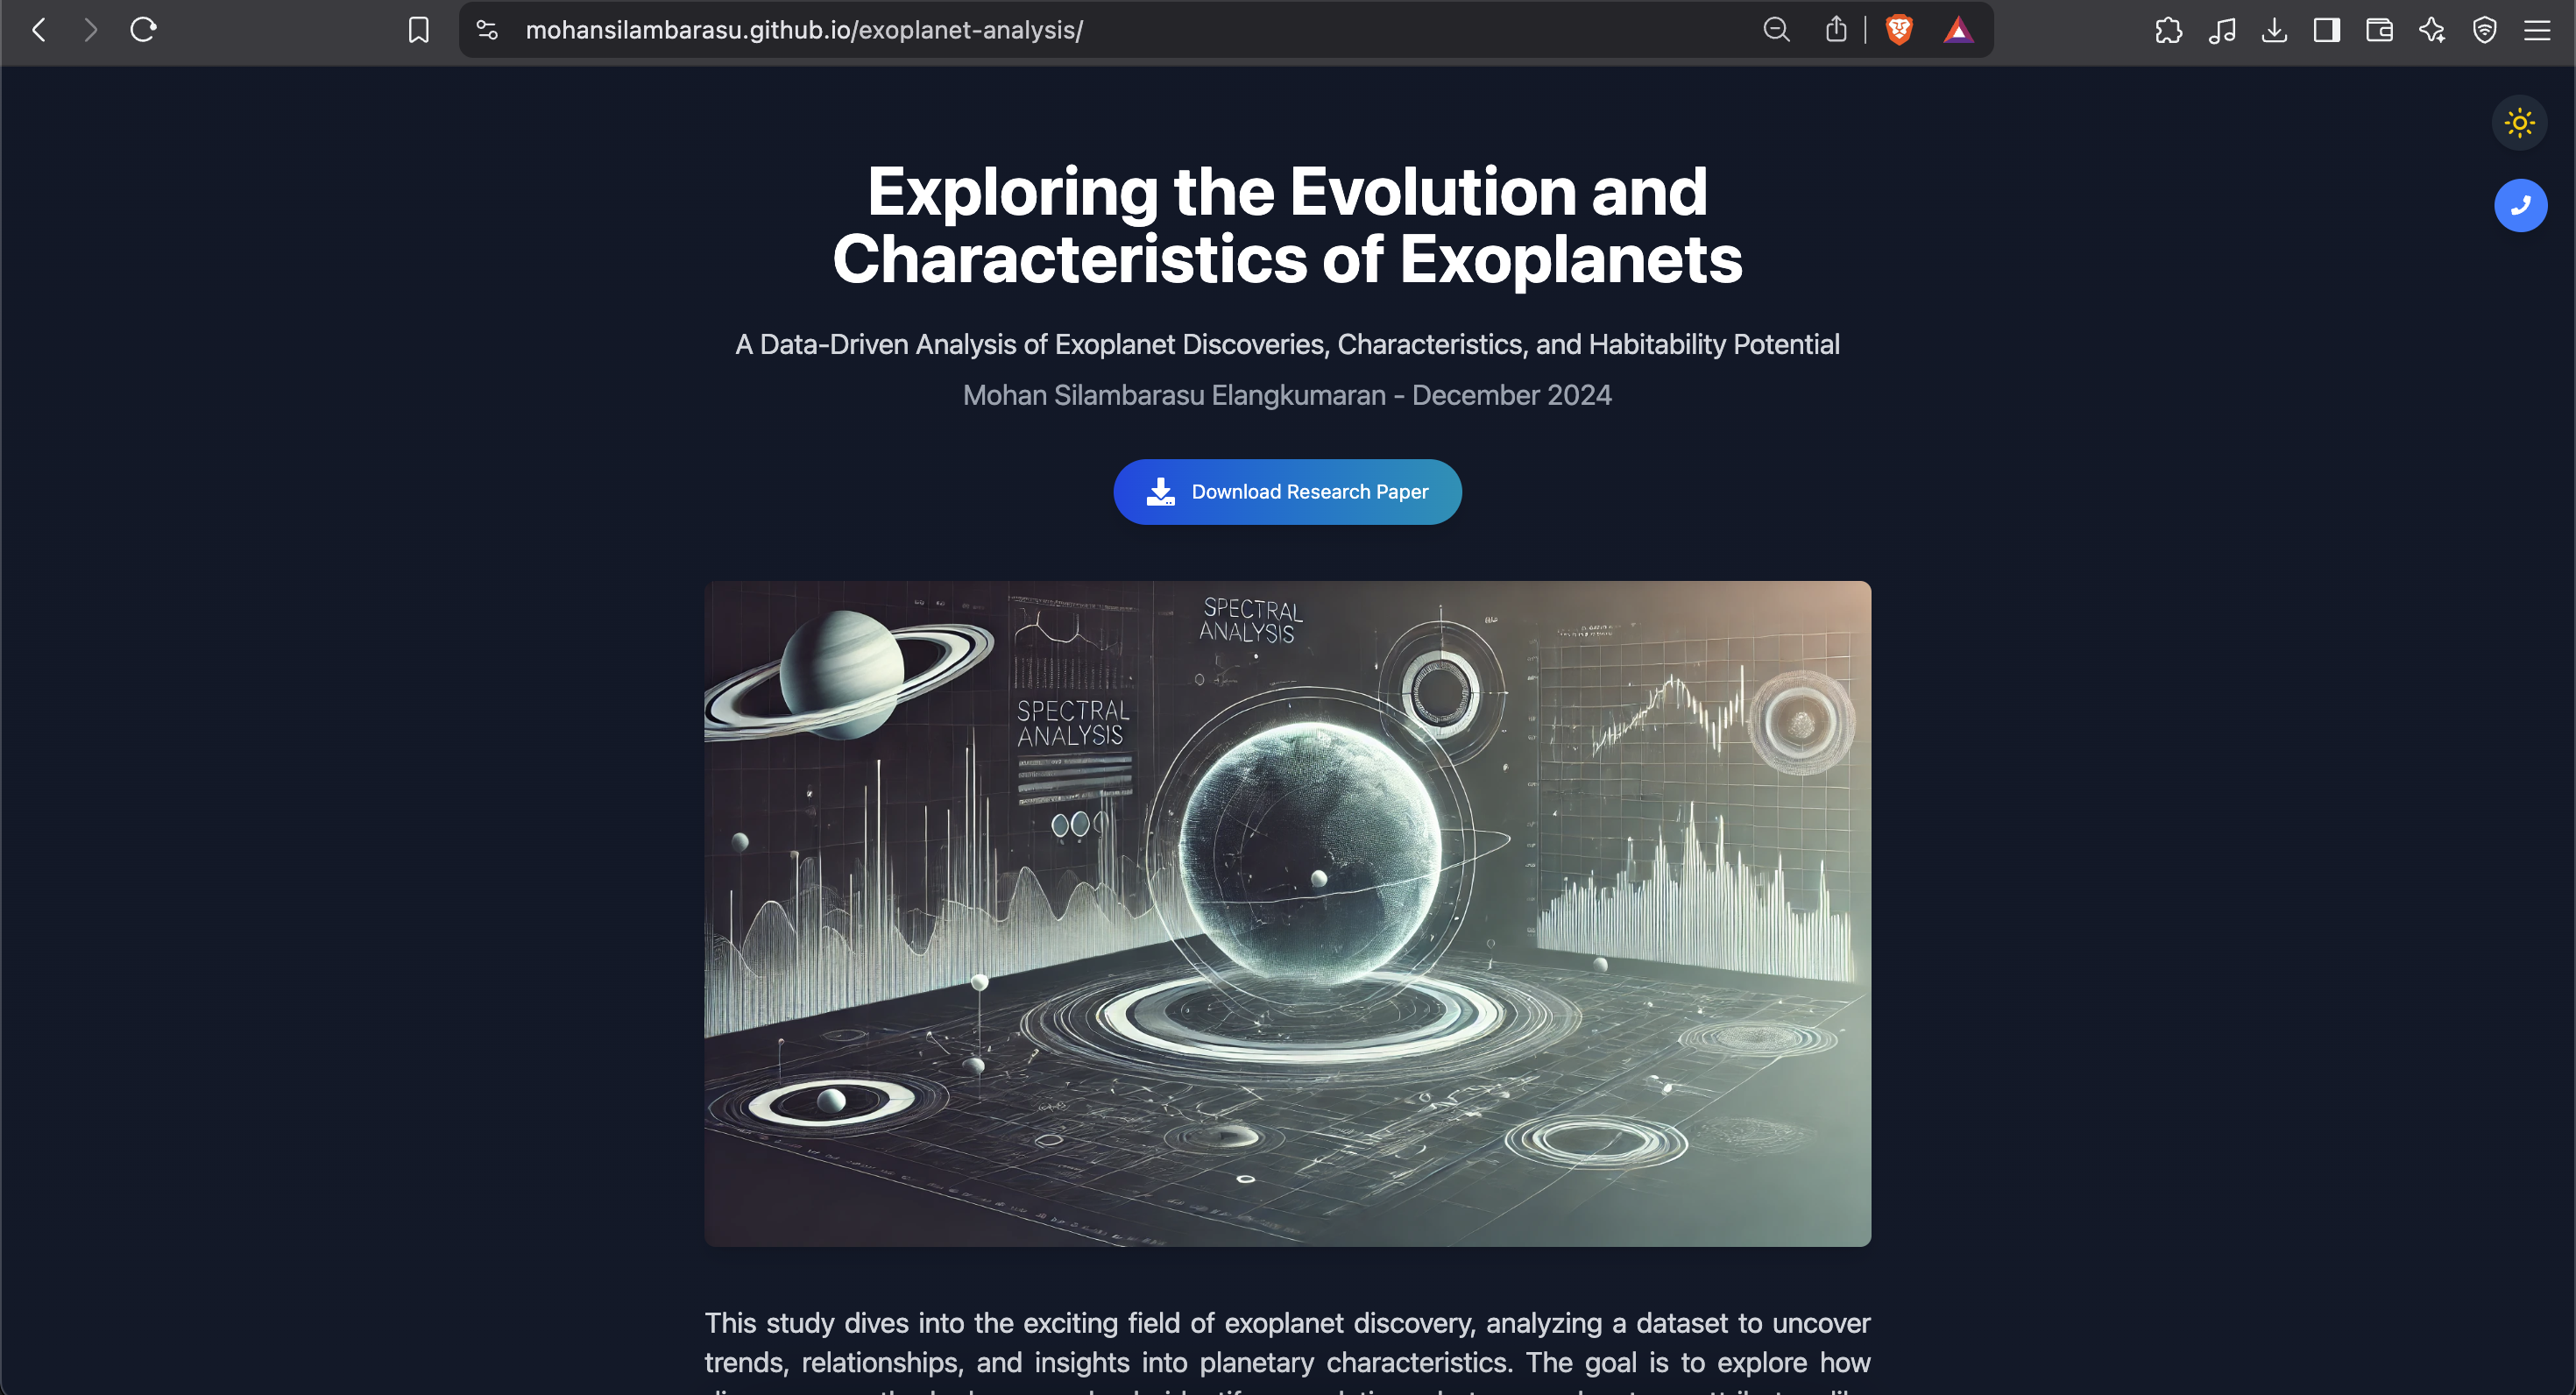 mohansilambarasu.github.io/exoplanet-analysis/
Exploring the Evolution and
Characteristics of Exoplanets
A Data-Driven Analysis of Exoplanet Discoveries, Characteristics, and Habitability Potential
Mohan Silambarasu Elangkumaran - December 2024
Download Research Paper
SPECTRAL
ANALYSIS
SPECTRAL
ANALYSIS
This study dives into the exciting field of exoplanet discovery, analyzing a dataset to uncover
trends, relationships, and insights into planetary characteristics. The goal is to explore how